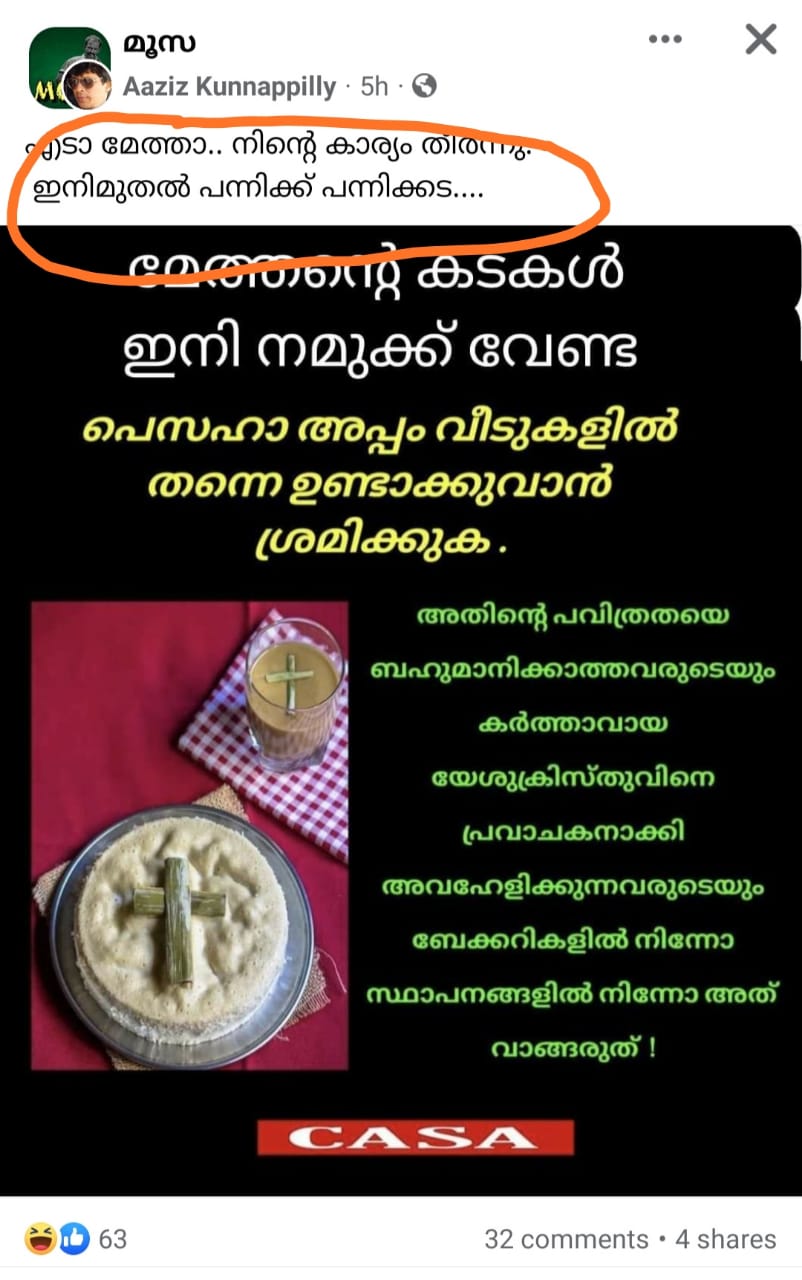 മൂസ
Aaziz Kunnappilly · 5h ·
എടാ മേത്താ.. നിന്റെ കാര്യം തീർന്നു.
ഇനിമുതൽ പന്നിക്ക് പന്നിക്കട....
മേത്തന്റെ കടകൾ
ഇനി നമുക്ക് വേണ്ട
പെസഹാ അപ്പം വീടുകളിൽ
തന്നെ ഉണ്ടാക്കുവാൻ
ശ്രമിക്കുക .
അതിന്റെ പവിത്രതയെ
ബഹുമാനിക്കാത്തവരുടെയും
കർത്താവായ
യേശുക്രിസ്തുവിനെ
പ്രവാചകനാക്കി
അവഹേളിക്കുന്നവരുടെയും
ബേക്കറികളിൽ നിന്നോ
സ്ഥാപനങ്ങളിൽ നിന്നോ അത്
വാങ്ങരുത് !
CASA
63
32 comments • 4 shares